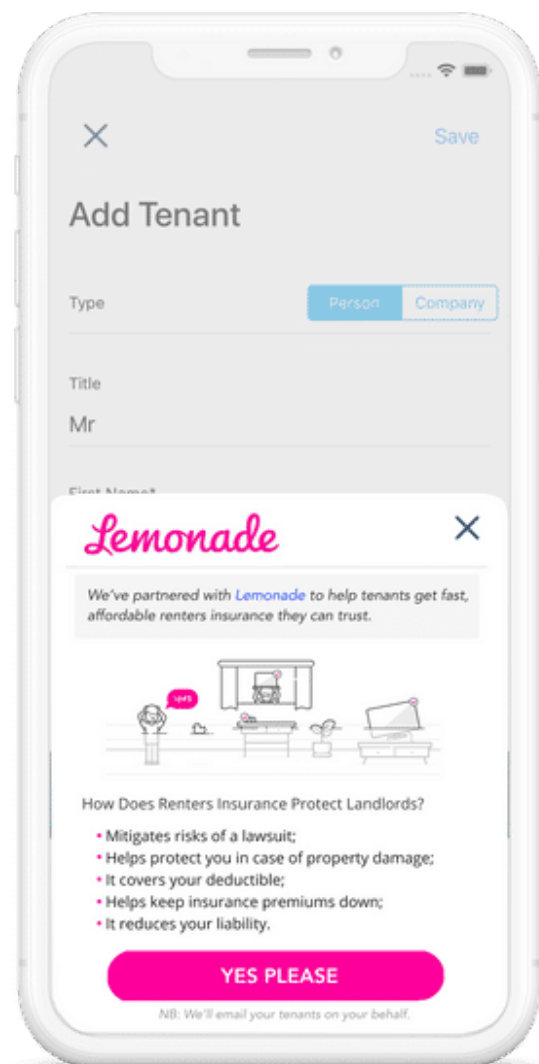 Save
Add Tenant
Type
Person
Company
Title
Mr
First Name*
Lemonade
We've partnered with Lemonade to help tenants get fast,
affordable renters insurance they can trust.
How Does Renters Insurance Protect Landlords?
• Mitigates risks of a lawsuit;
• Helps protect you in case of property damage;
• It covers your deductible;
• Helps keep insurance premiums down;
• It reduces your liability.
YES PLEASE
NB: We'll email your tenants on your behalf.